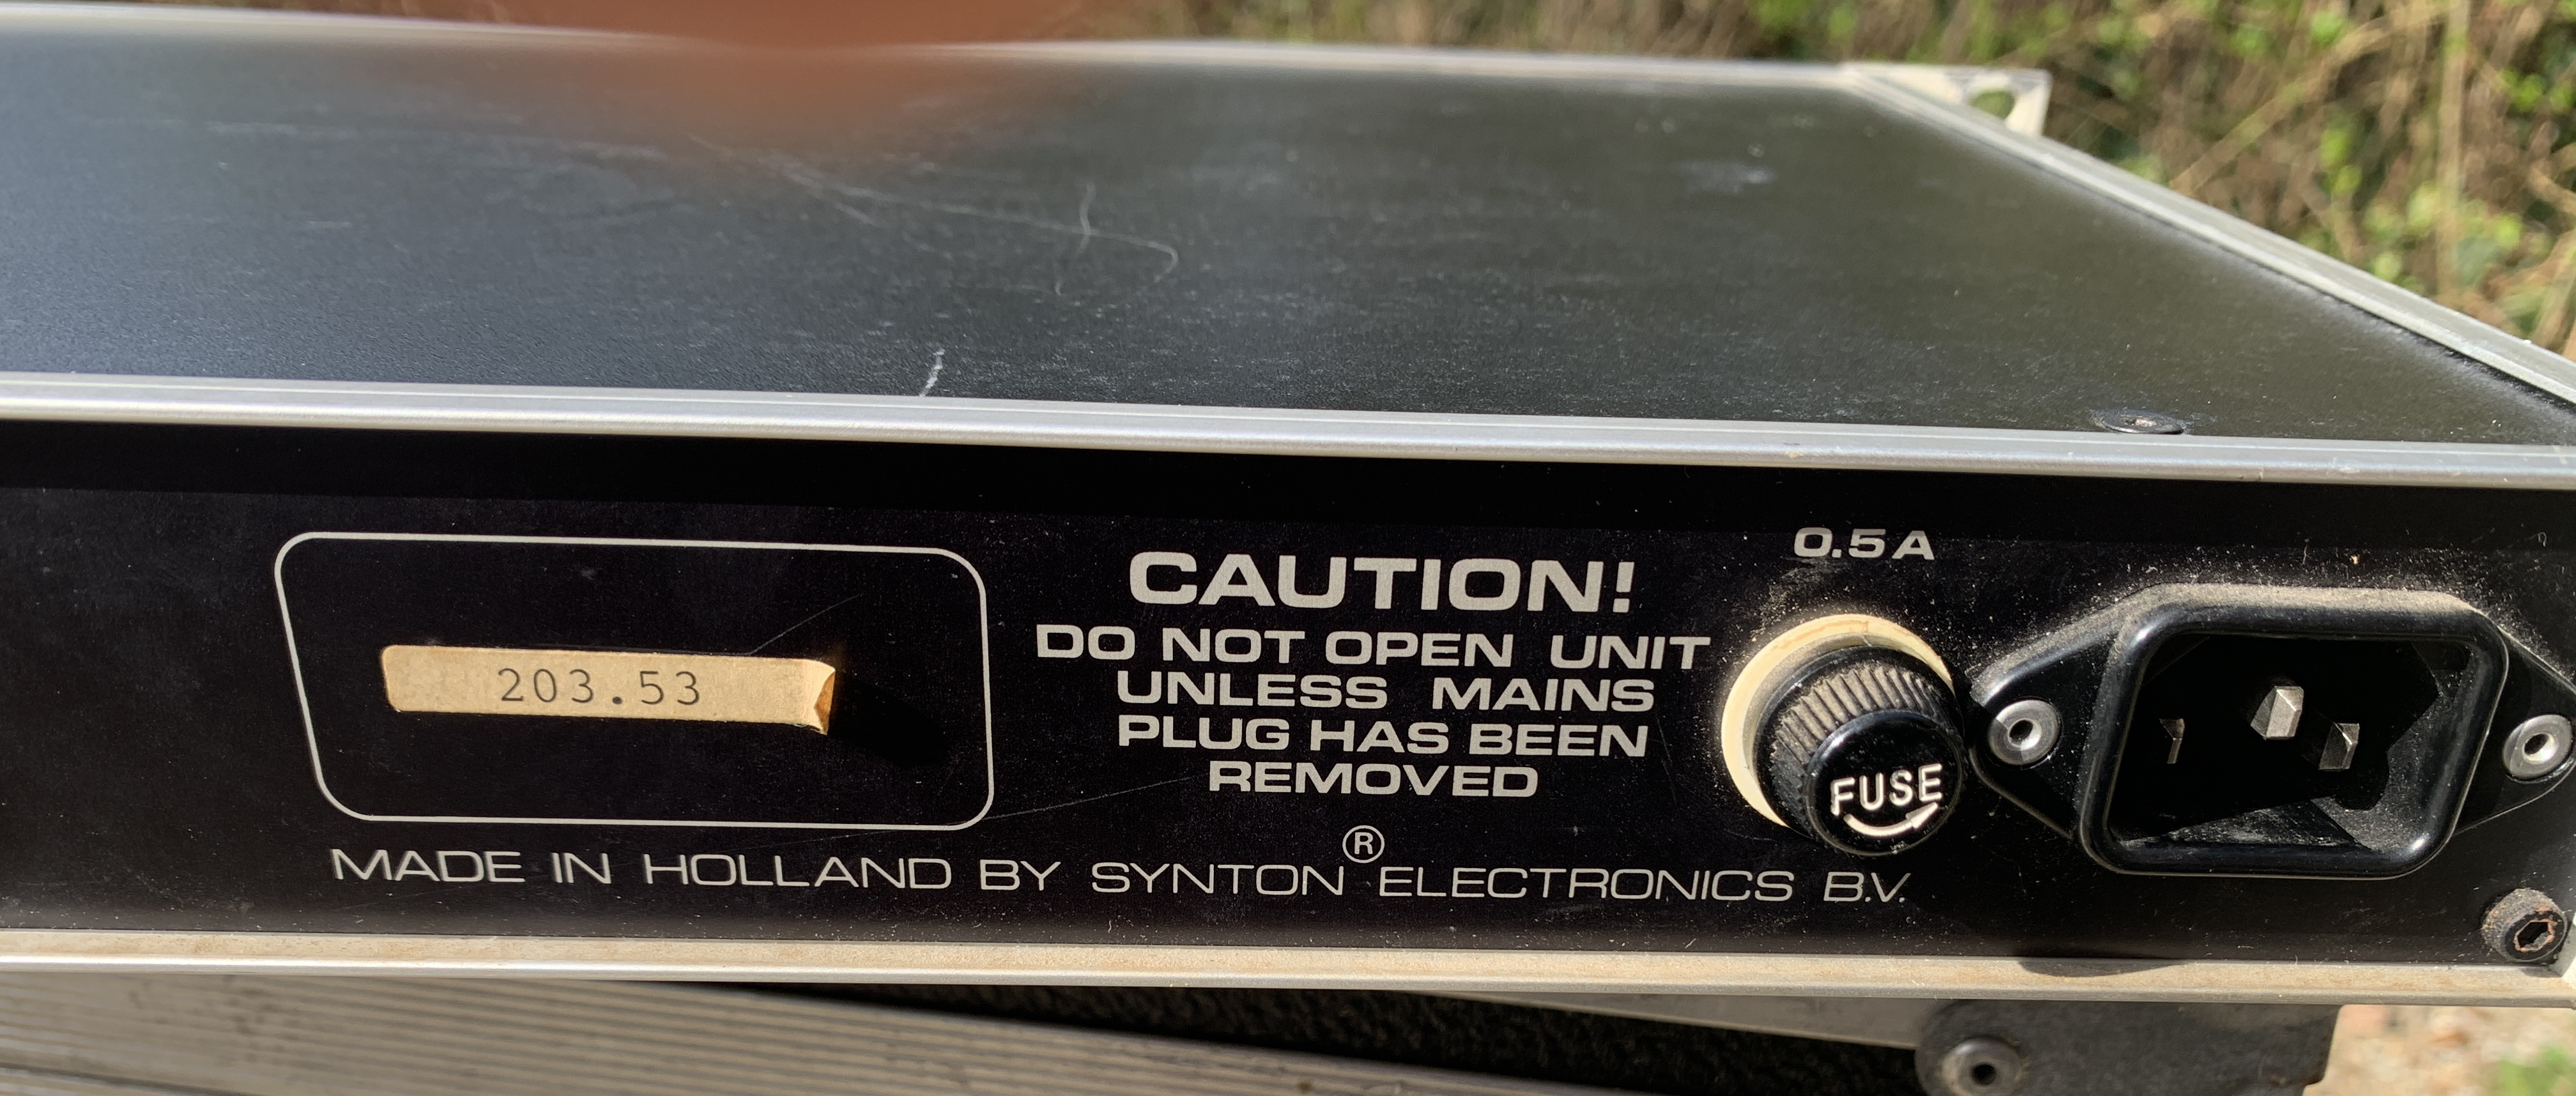 0.5A
CAUTION!
DO NOT OPEN UNIT
UNLESS MAINS
PLUG HAS BEEN
REMOVED
203.53
FUSE
MADE IN HOLLAND BY SYNTON® ELECTRONICS B.V.